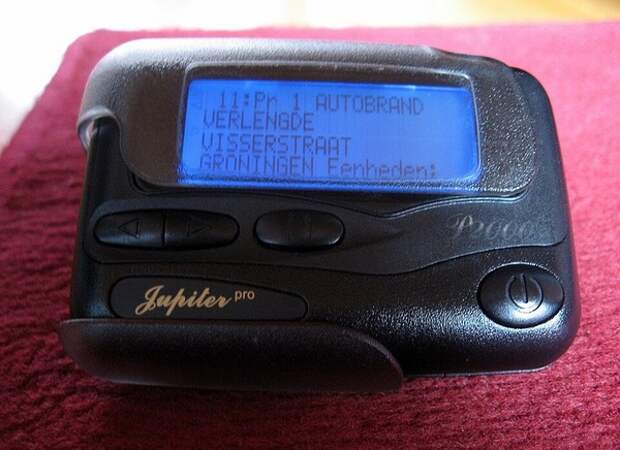 11:Pr 1 AUTOBRAND
VERLENGDE
VISSERSTRAAT
GRONINGEN Eenheden:
P2000
Jupiter pro